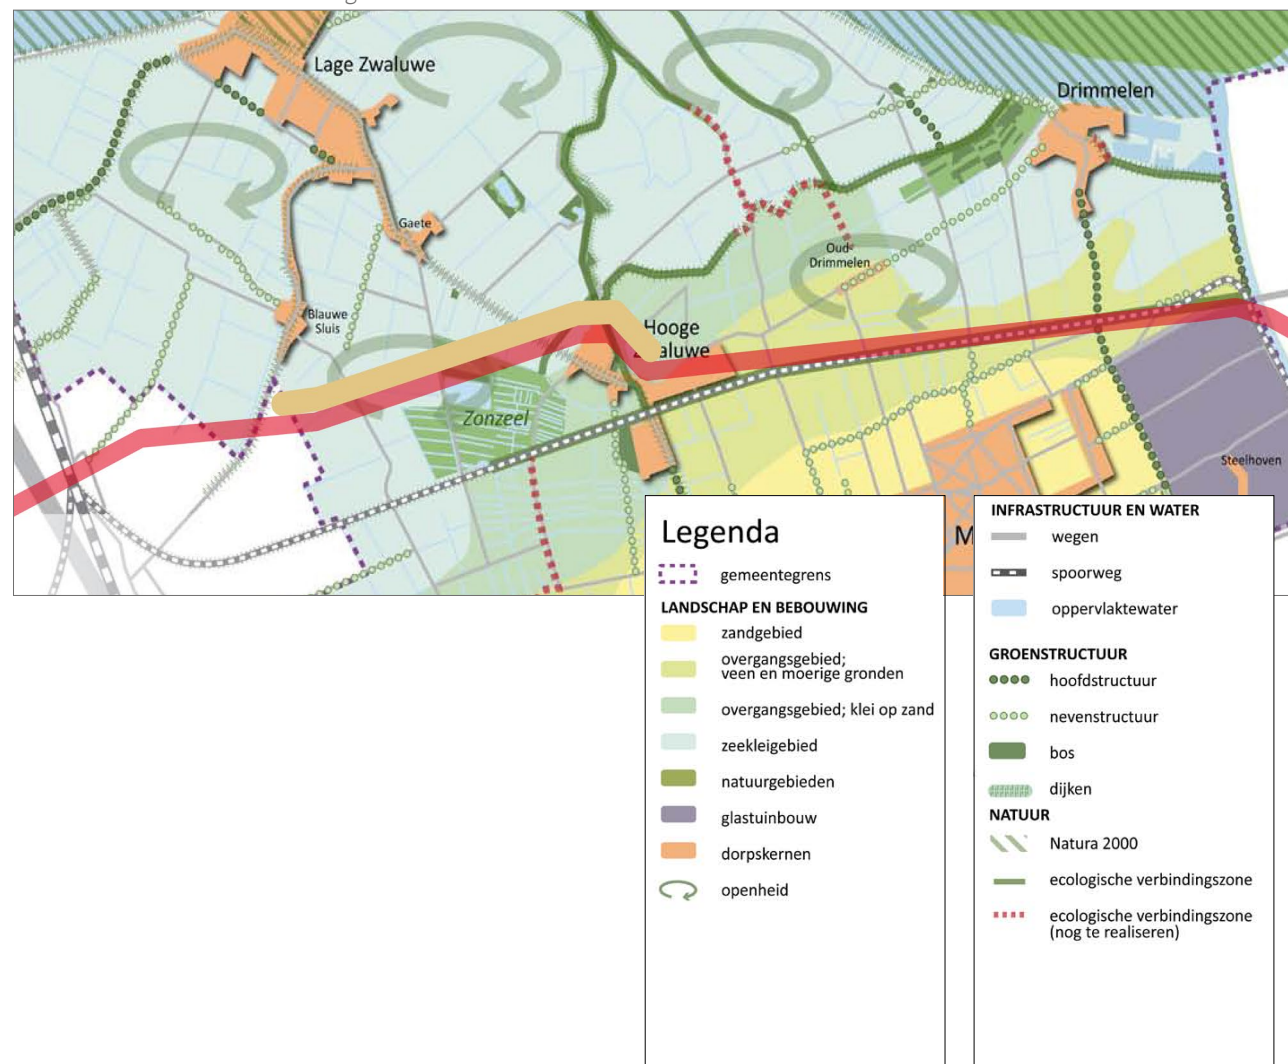 Lage Zwaluwe
Drimmelen
Gaete
Oud-
Drimmelen
Blauwe
Sluis
Hooge
Zwaluwe
Zonzeel
Steelhoven
M
Legenda
gemeentegrens
LANDSCHAP EN BEBOUWING
zandgebied
overgangsgebied;
veen en moerige gronden
overgangsgebied; klei op zand
zeekleigebied
natuurgebieden
glastuinbouw
dorpskernen
openheid
INFRASTRUCTUUR EN WATER
wegen
spoorweg
oppervlaktewater
GROENSTRUCTUUR
hoofdstructuur
nevenstructuur
bos
dijken
NATUUR
Natura 2000
ecologische verbindingszone
ecologische verbindingszone
(nog te realiseren)